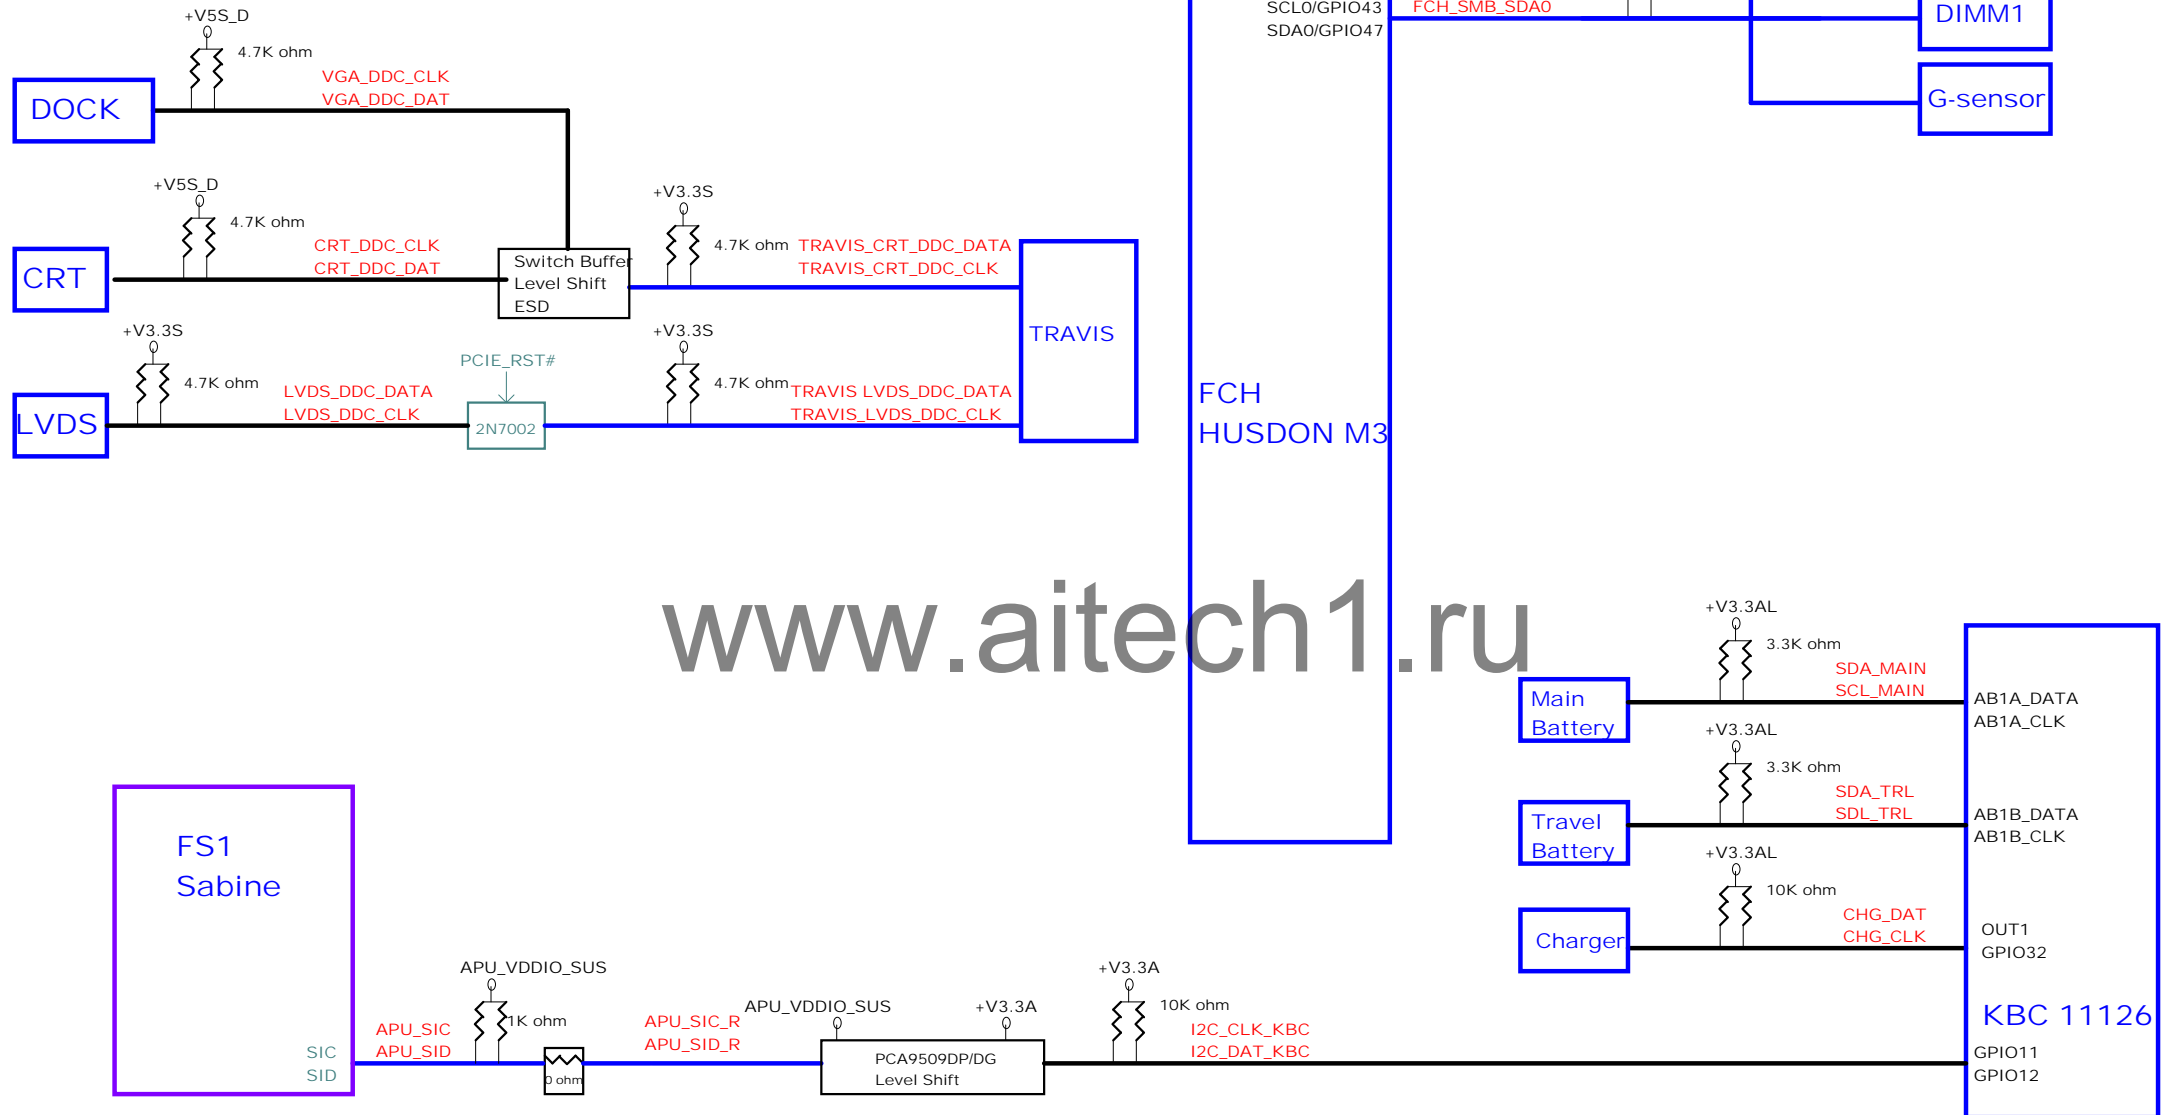 SCL0/GPIO43
FCH_SMB_SDA0
SDA0/GPIO47
DIMM1
G-sensor
+V5S_D
4.7K ohm
VGA_DDC_CLK
VGA_DDC_DAT
DOCK
+V5S_D
4.7K ohm
CRT_DDC_CLK
CRT_DDC_DAT
CRT
Switch Buffer
Level Shift
ESD
+V3.3S
4.7K ohm
TRAVIS_CRT_DDC_DATA
TRAVIS_CRT_DDC_CLK
TRAVIS
+V3.3S
4.7K ohm
LVDS_DDC_DATA
LVDS_DDC_CLK
LVDS
PCIE_RST#
2N7002
+V3.3S
4.7K ohm
TRAVIS LVDS_DDC_DATA
TRAVIS_LVDS_DDC_CLK
FCH
HUSDON M3
www.aitech1.ru
+V3.3AL
3.3K ohm
SDA_MAIN
SCL_MAIN
Main
Battery
AB1A_DATA
AB1A_CLK
+V3.3AL
3.3K ohm
SDA_TRL
SDL_TRL
Travel
Battery
AB1B_DATA
AB1B_CLK
+V3.3AL
10K ohm
CHG_DAT
CHG_CLK
Charger
OUT1
GPIO32
KBC 11126
GPIO11
GPIO12
FS1
Sabine
SIC
SID
APU_SIC
APU_SID
APU_VDDIO_SUS
1K ohm
0 ohm
APU_SIC_R
APU_SID_R
APU_VDDIO_SUS
+V3.3A
PCA9509DP/DG
Level Shift
+V3.3A
10K ohm
I2C_CLK_KBC
I2C_DAT_KBC